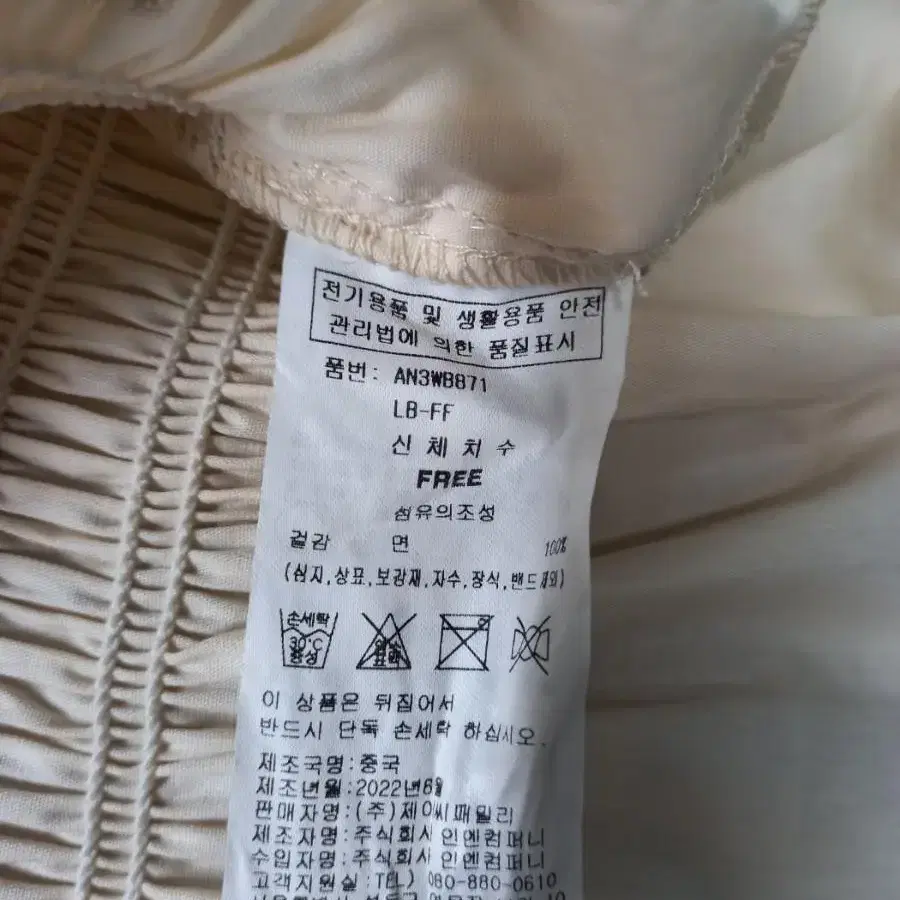 전기용품 및 생활용품 안전
관리법에 의한 품질표시
품번: AN3WB871
LB-FF
신체치수
FREE
섬유의조성
겉감 면 100%
(심지,상표,보강재,자수,장식,밴드제외)
손세탁
30℃
중성
이 상품은 뒤집어서
반드시 단독 손세탁 하십시오.
제조국명:중국
제조년월:2022년6월
판매자명:(주)제이씨패밀리
제조자명:주식회사 인엔컴퍼니
수입자명:주식회사 인엔컴퍼니
고객지원실:TEL) 080-880-0610